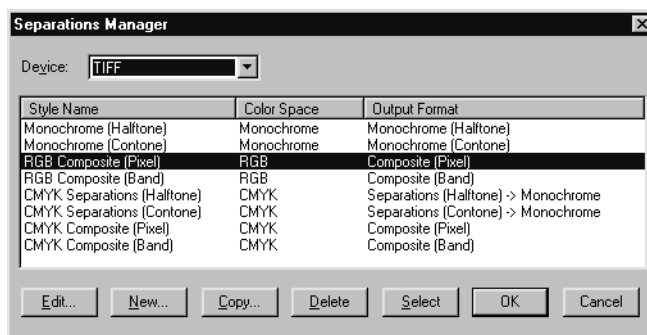 Separations Manager
Device: TIFF
Style Name Color Space Output Format
Monochrome (Halftone) Monochrome Monochrome (Halftone)
Monochrome (Contone) Monochrome Monochrome (Contone)
RGB Composite (Pixel) RGB Composite (Pixel)
RGB Composite (Band) RGB Composite (Band)
CMYK Separations (Halftone) CMYK Separations (Halftone) -> Monochrome
CMYK Separations (Contone) CMYK Separations (Contone) -> Monochrome
CMYK Composite (Pixel) CMYK Composite (Pixel)
CMYK Composite (Band) CMYK Composite (Band)
Edit... New... Copy... Delete Select OK Cancel